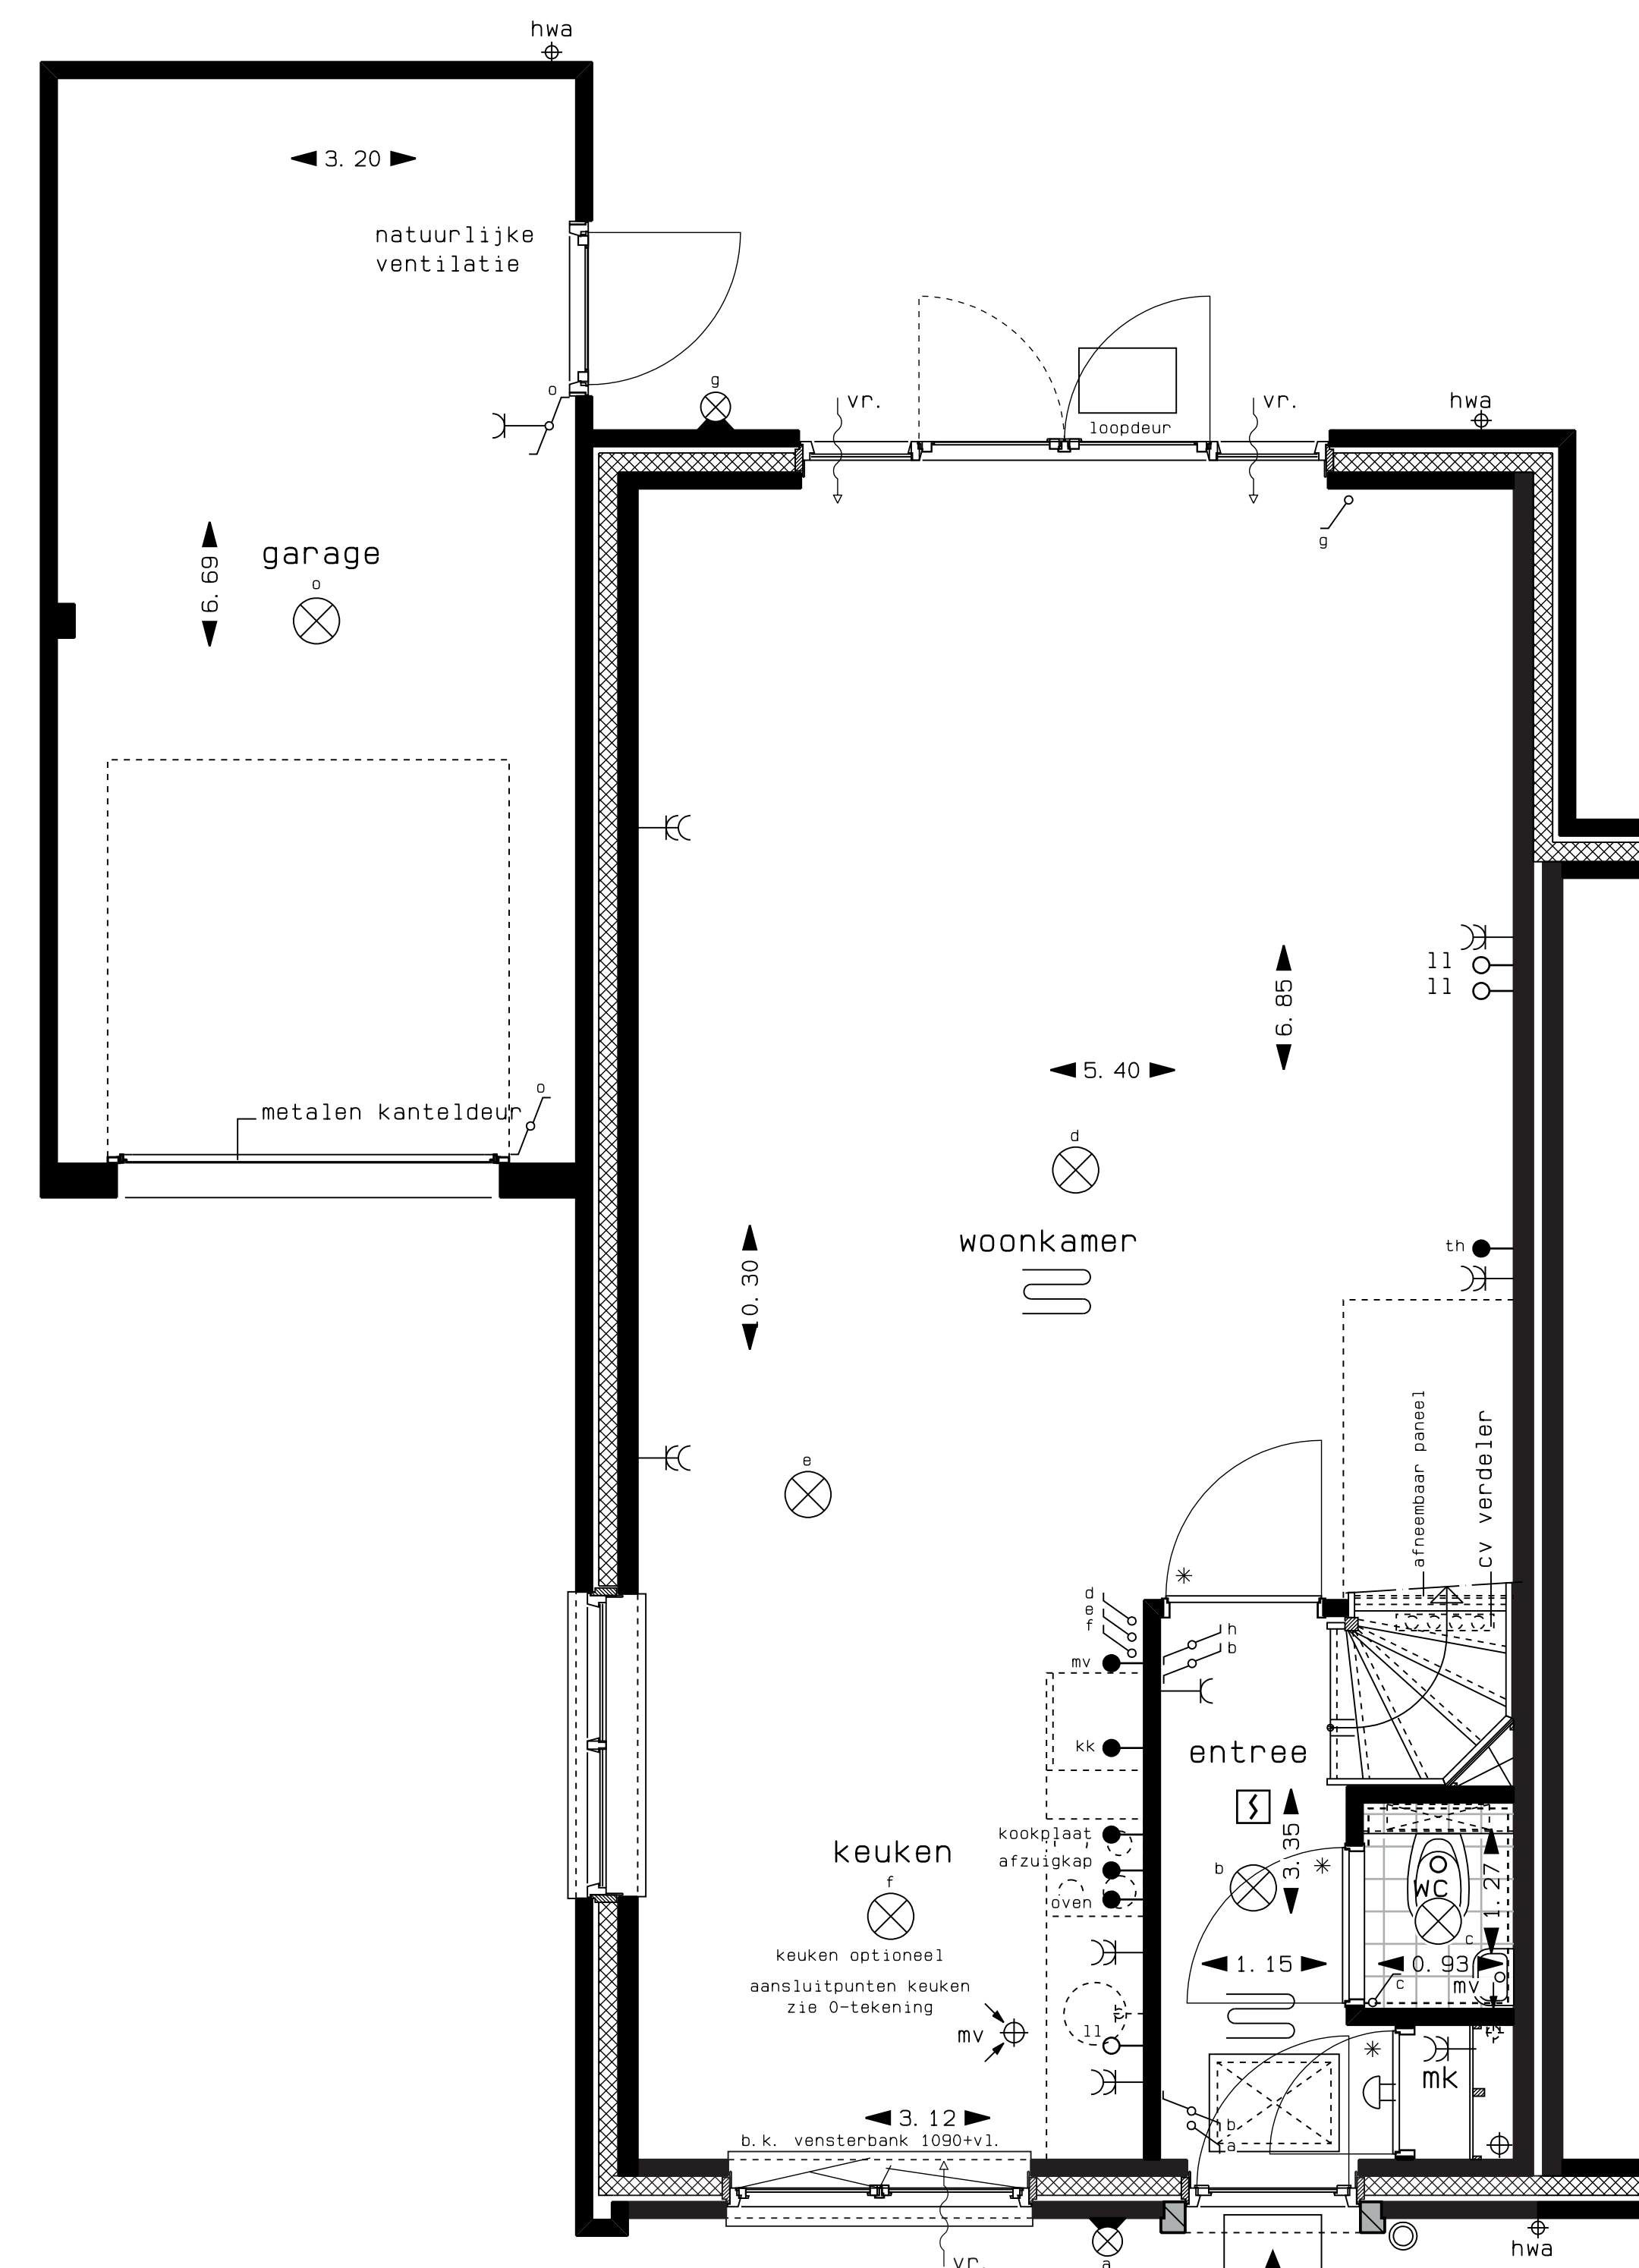 hwa
3. 20
natuurlijke
ventilatie
o
g
vr.
loopdeur
vr.
hwa
g
garage
o
6. 69
ll
ll
6. 85
5. 40
metalen kanteldeur
o
d
woonkamer
th
10. 30
afneembaar paneel
cv verdeler
e
d
e
f
h
b
mv
kk
entree
kookplaat
afzuigkap
oven
3. 35
b
keuken
f
keuken optioneel
aansluitpunten keuken
zie 0-tekening
wc
1. 27
c
1. 15
0. 93
c
mv
mv
ll
mk
3. 12
b.k. vensterbank 1090+vl.
b
a
vr.
a
hwa